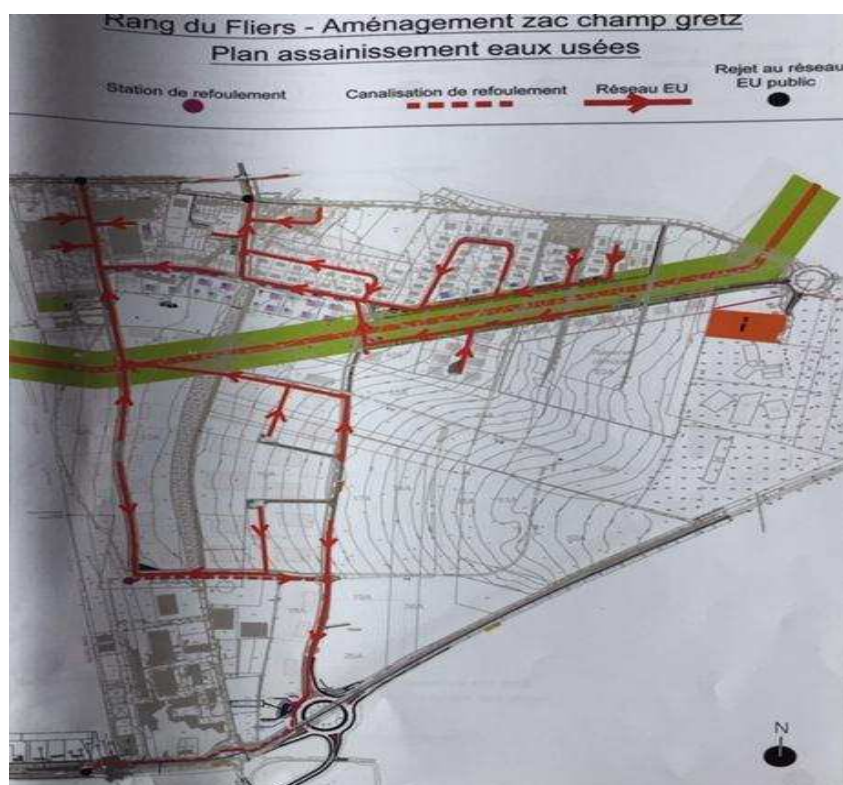 Rang du Fliers - Aménagement zac champ gretz
Plan assainissement eaux usées
Station de refoulement
Canalisation de refoulement
Réseau EU
Rejet au réseau
EU public
i
N